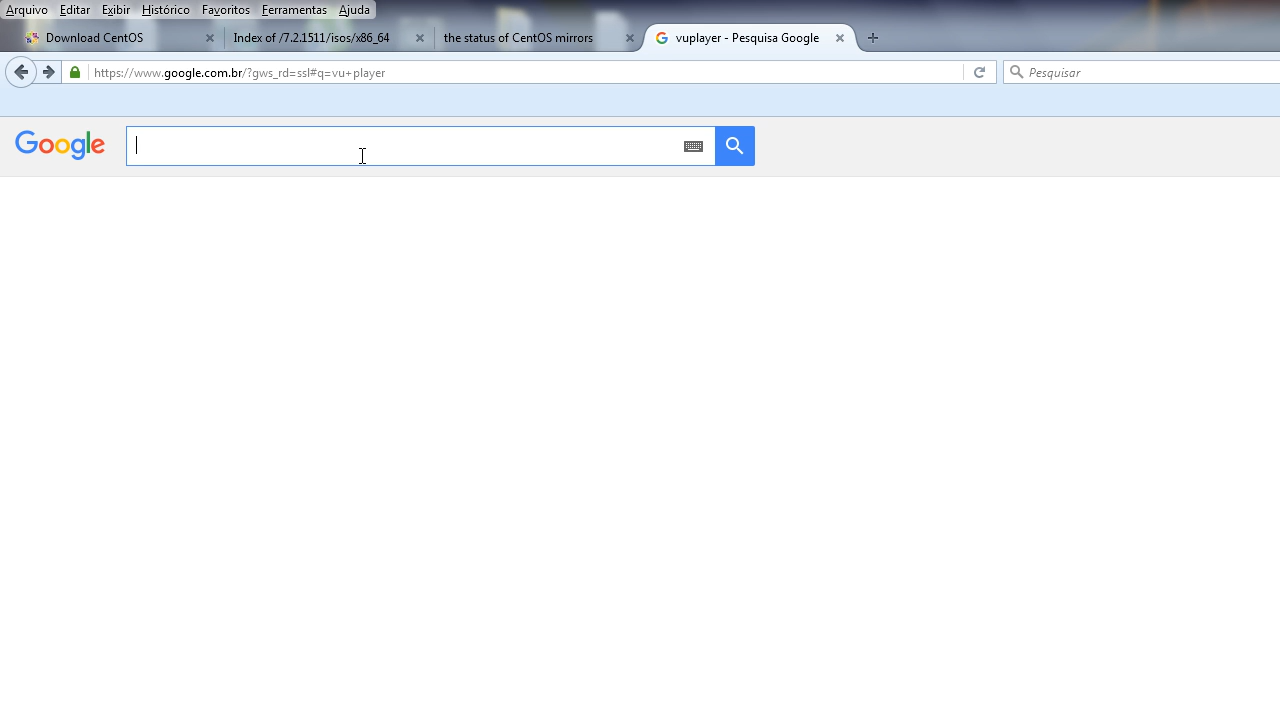 Arquivo Editar Exibir Histórico Favoritos Ferramentas Ajuda
Download CentOS Index of /7.2.1511/isos/x86_64 the status of CentOS mirrors vuplayer - Pesquisa Google
https://www.google.com.br/?gws_rd=ssl#q=vu+player Pesquisar
Google